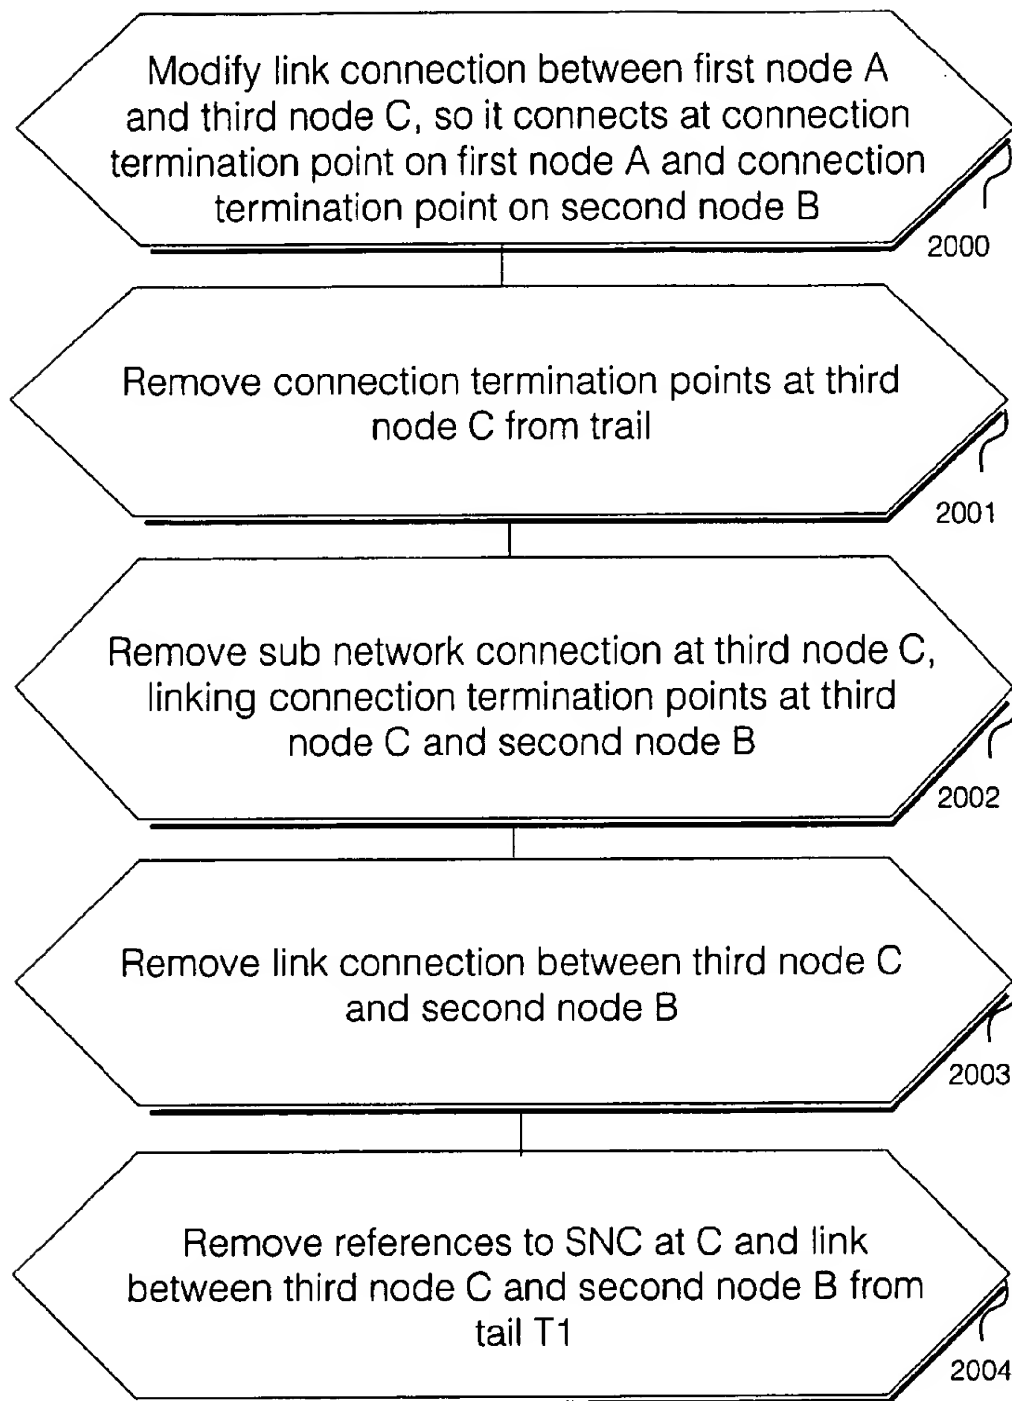 Modify link connection between first node A
and third node C, so it connects at connection
termination point on first node A and connection
termination point on second node B
2000
Remove connection termination points at third
node C from trail
2001
Remove sub network connection at third node C,
linking connection termination points at third
node C and second node B
2002
Remove link connection between third node C
and second node B
2003
Remove references to SNC at C and link
between third node C and second node B from
tail T1
2004